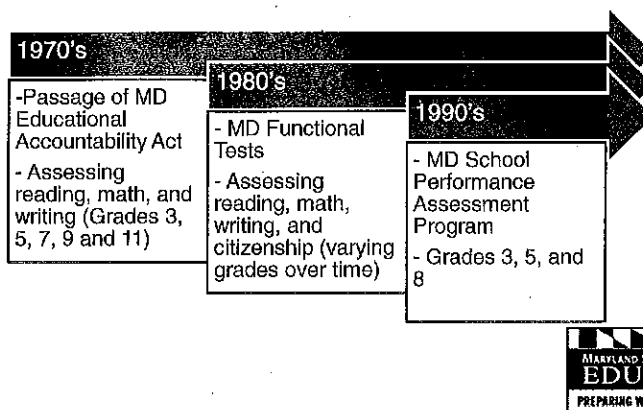 1970's
-Passage of MD
Educational
Accountability Act
- Assessing
reading, math, and
writing (Grades 3,
5, 7, 9 and 11)
1980's
- MD Functional
Tests
- Assessing
reading, math,
writing, and
citizenship (varying
grades over time)
1990's
- MD School
Performance
Assessment
Program
- Grades 3, 5, and
8
MARYLAND
EDU
PREPARING W